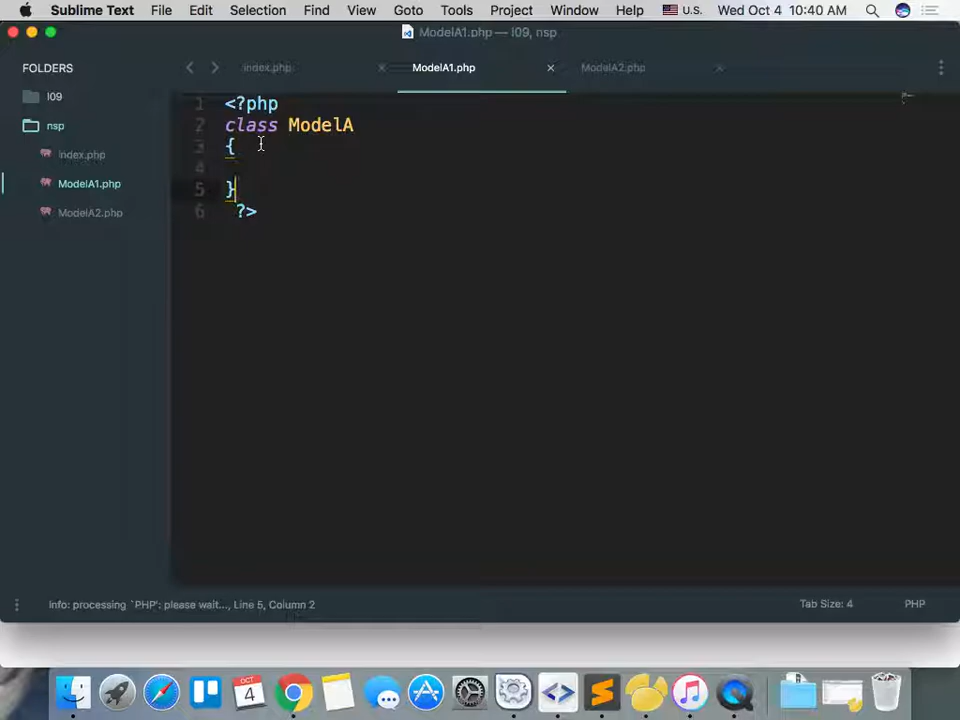 Sublime Text File Edit View Goto Selection Find Tools Project Window Help U.S. Wed Oct 4 10:40 AM
ModelA1.php — l09, nsp
FOLDERS
l09
nsp
index.php
ModelA1.php
ModelA2.php
index.php × ModelA1.php × ModelA2.php ×
1 <?php
2 class ModelA
3 {
4
5 }
6 ?>
Info: processing `PHP': please wait..., Line 5, Column 2 Tab Size: 4 PHP
OCT
4